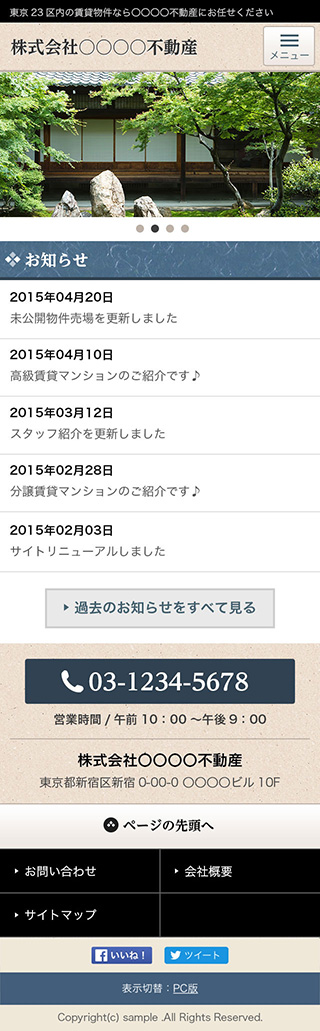 東京 23 区内の賃貸物件なら〇〇〇〇不動産にお任せください
株式会社〇〇〇〇不動産
メニュー
お知らせ
2015年04月20日
未公開物件売場を更新しました
2015年04月10日
高級賃貸マンションのご紹介です♪
2015年03月12日
スタッフ紹介を更新しました
2015年02月28日
分譲賃貸マンションのご紹介です♪
2015年02月03日
サイトリニューアルしました
過去のお知らせをすべて見る
03-1234-5678
営業時間 / 午前 10：00 〜午後 9：00
株式会社〇〇〇〇不動産
東京都新宿区新宿 0-00-0 〇〇〇〇ビル 10F
ページの先頭へ
お問い合わせ
会社概要
サイトマップ
いいね！
ツイート
表示切替：PC版
Copyright(c) sample .All Rights Reserved.